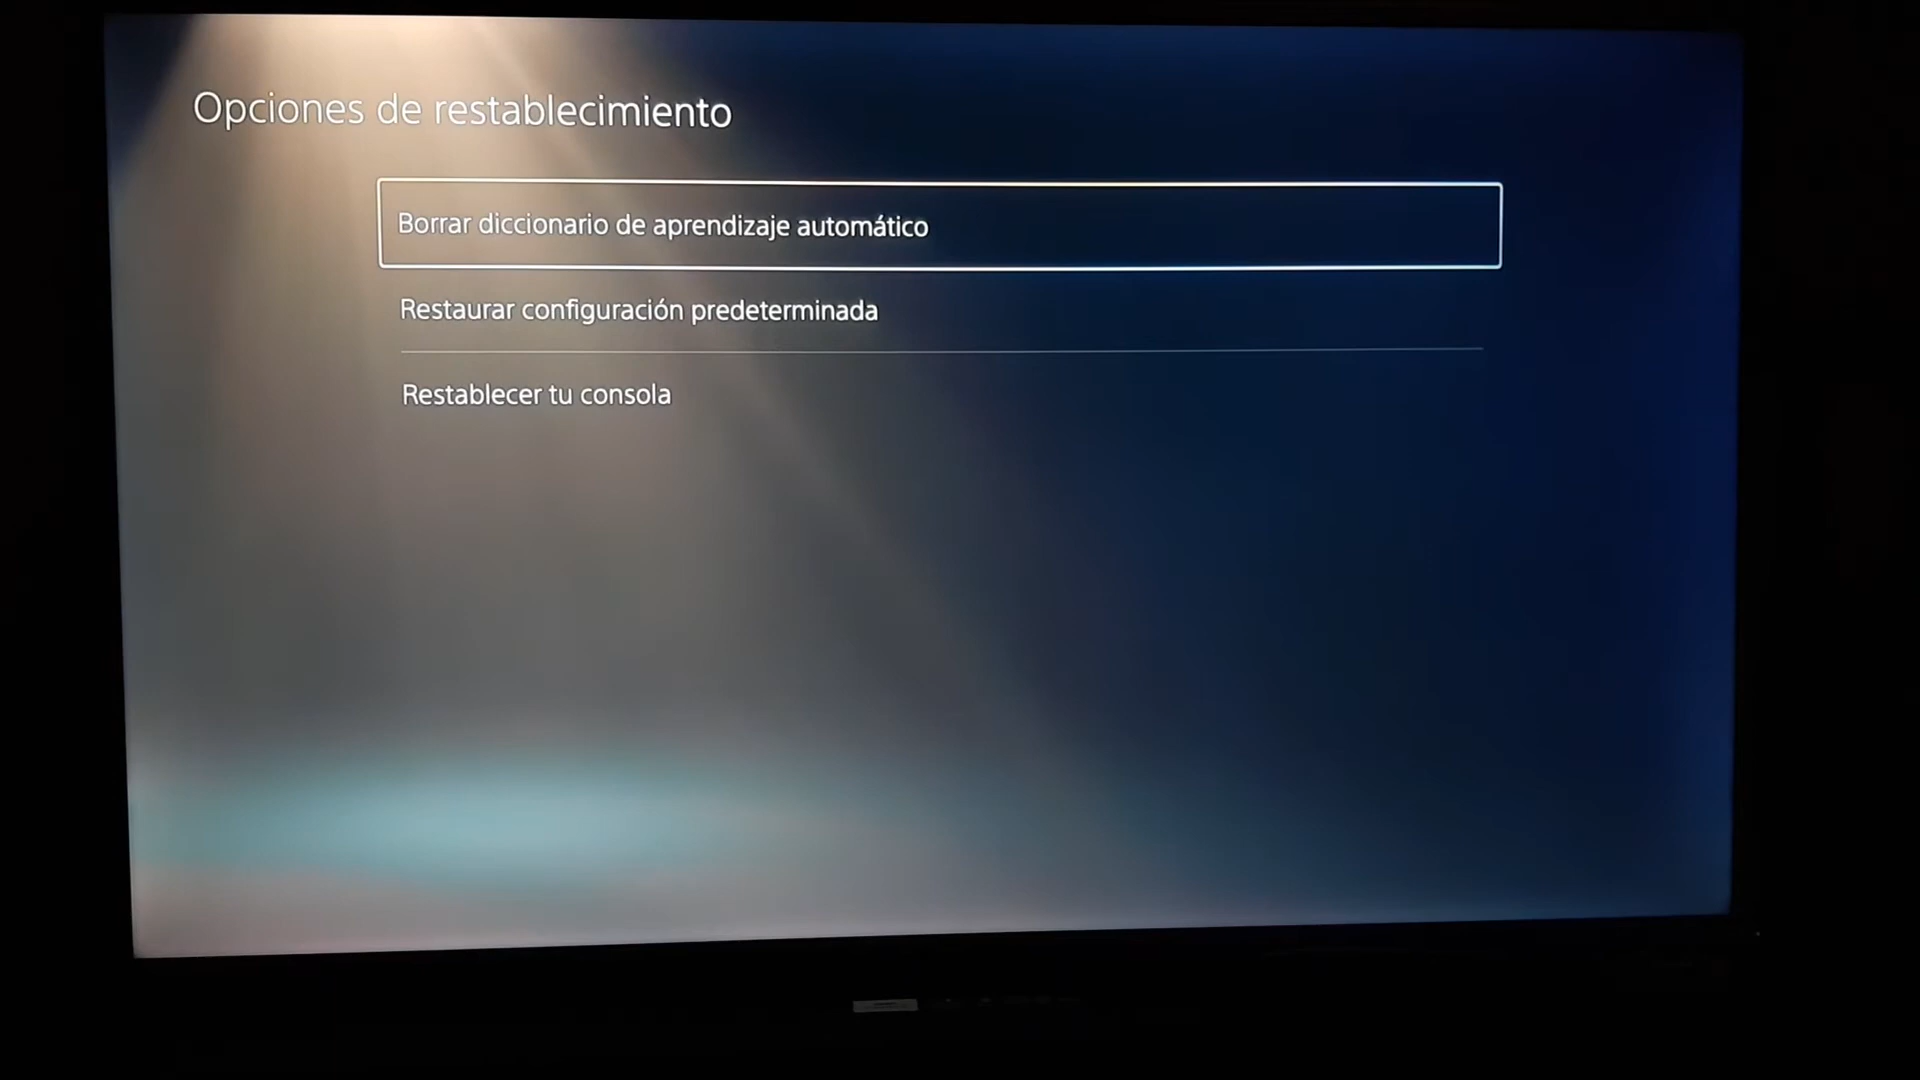 Opciones de restablecimiento
Borrar diccionario de aprendizaje automático
Restaurar configuración predeterminada
Restablecer tu consola